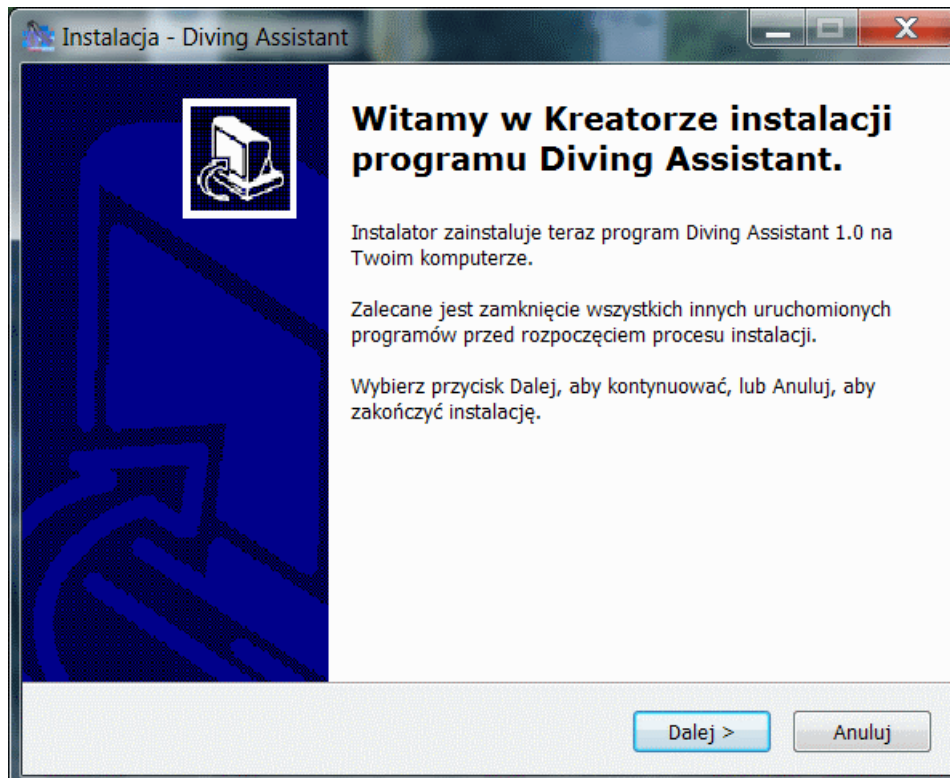 Instalacja - Diving Assistant
Witamy w Kreatorze instalacji
programu Diving Assistant.
Instalator zainstaluje teraz program Diving Assistant 1.0 na
Twoim komputerze.
Zalecane jest zamknięcie wszystkich innych uruchomionych
programów przed rozpoczęciem procesu instalacji.
Wybierz przycisk Dalej, aby kontynuować, lub Anuluj, aby
zakończyć instalację.
Dalej >
Anuluj